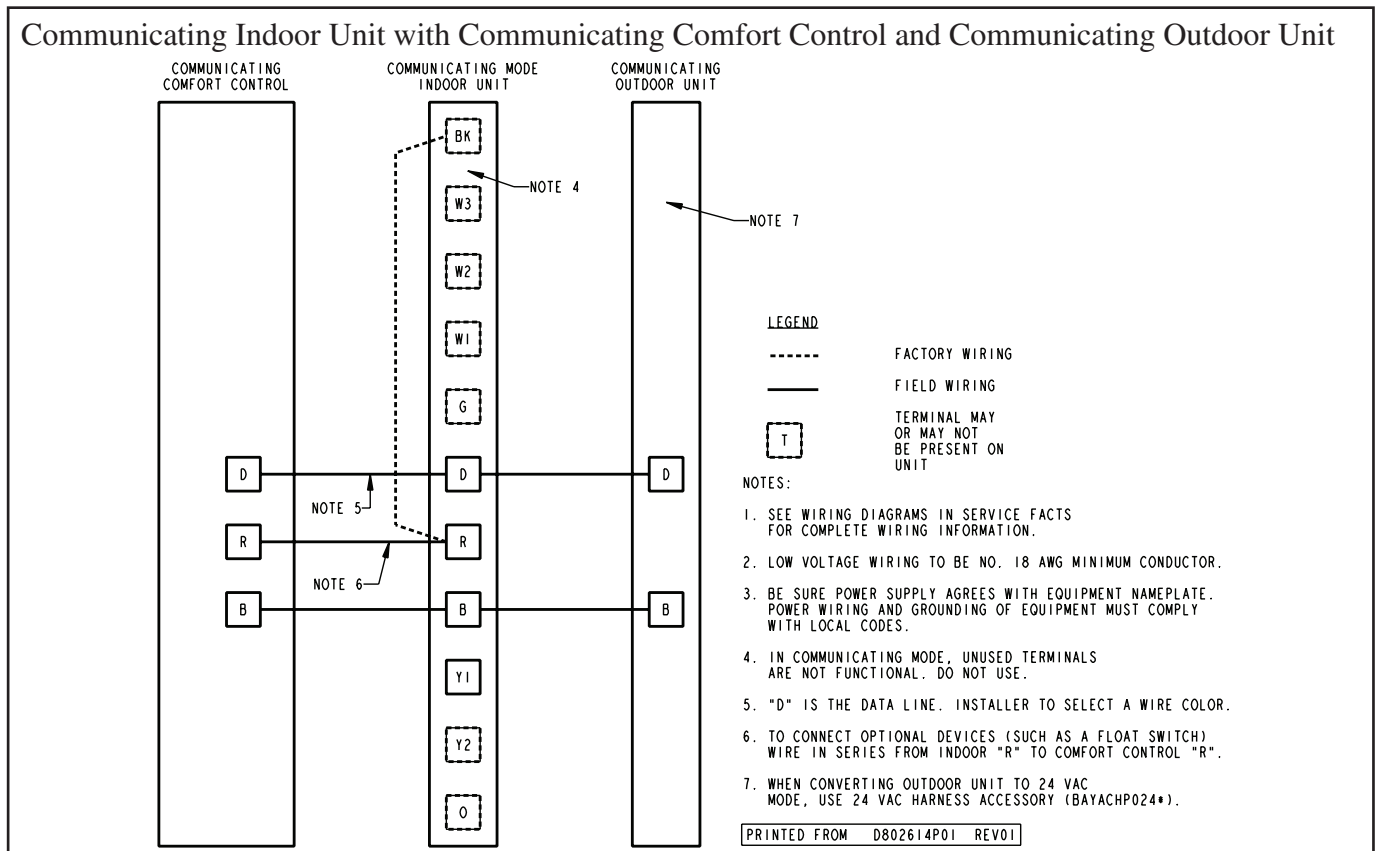 Communicating Indoor Unit with Communicating Comfort Control and Communicating Outdoor Unit
COMMUNICATING
COMFORT CONTROL
COMMUNICATING MODE
INDOOR UNIT
COMMUNICATING
OUTDOOR UNIT
BK
NOTE 4
W3
NOTE 7
W2
W1
G
D
D
D
NOTE 5
R
R
NOTE 6
B
B
B
Y1
Y2
O
LEGEND
FACTORY WIRING
FIELD WIRING
T
TERMINAL MAY
OR MAY NOT
BE PRESENT ON
UNIT
NOTES:
1. SEE WIRING DIAGRAMS IN SERVICE FACTS
FOR COMPLETE WIRING INFORMATION.
2. LOW VOLTAGE WIRING TO BE NO. 18 AWG MINIMUM CONDUCTOR.
3. BE SURE POWER SUPPLY AGREES WITH EQUIPMENT NAMEPLATE.
POWER WIRING AND GROUNDING OF EQUIPMENT MUST COMPLY
WITH LOCAL CODES.
4. IN COMMUNICATING MODE, UNUSED TERMINALS
ARE NOT FUNCTIONAL. DO NOT USE.
5. "D" IS THE DATA LINE. INSTALLER TO SELECT A WIRE COLOR.
6. TO CONNECT OPTIONAL DEVICES (SUCH AS A FLOAT SWITCH)
WIRE IN SERIES FROM INDOOR "R" TO COMFORT CONTROL "R".
7. WHEN CONVERTING OUTDOOR UNIT TO 24 VAC
MODE, USE 24 VAC HARNESS ACCESSORY (BAYACHP024*).
PRINTED FROM D802614P01 REV01